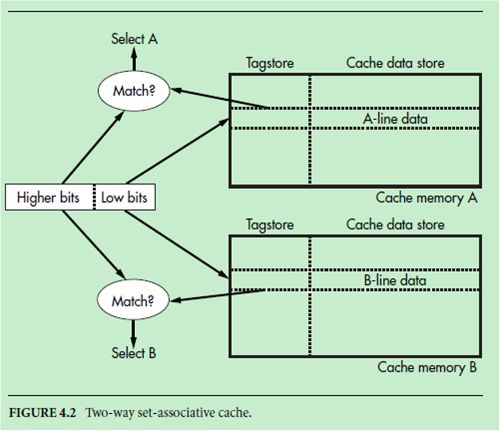 Select A
Tagstore Cache data store
Match?
A-line data
Higher bits Low bits
Cache memory A
Tagstore Cache data store
B-line data
Match?
Select B
Cache memory B
FIGURE 4.2 Two-way set-associative cache.